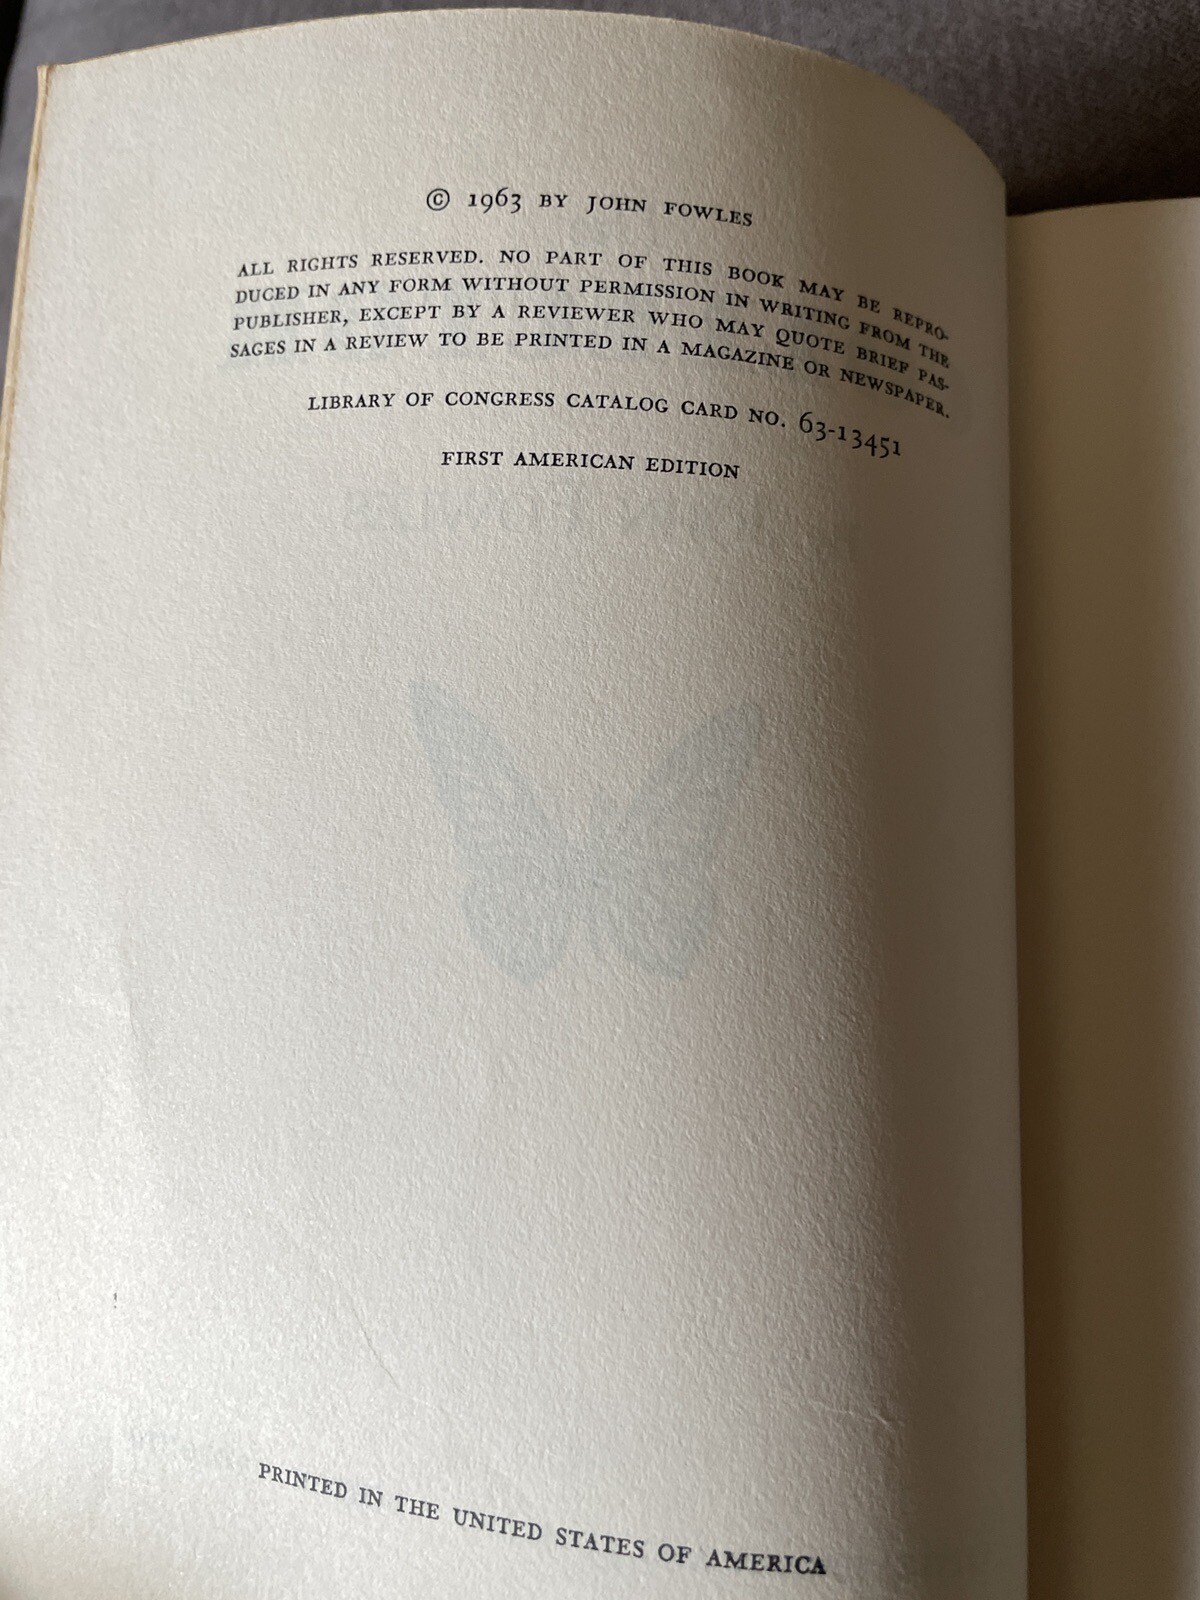 © 1963 BY JOHN FOWLES
ALL RIGHTS RESERVED. NO PART OF THIS BOOK MAY BE REPRO-
DUCED IN ANY FORM WITHOUT PERMISSION IN WRITING FROM THE
PUBLISHER, EXCEPT BY A REVIEWER WHO MAY QUOTE BRIEF PAS-
SAGES IN A REVIEW TO BE PRINTED IN A MAGAZINE OR NEWSPAPER.
LIBRARY OF CONGRESS CATALOG CARD NO. 63-13451
FIRST AMERICAN EDITION
PRINTED IN THE UNITED STATES OF AMERICA